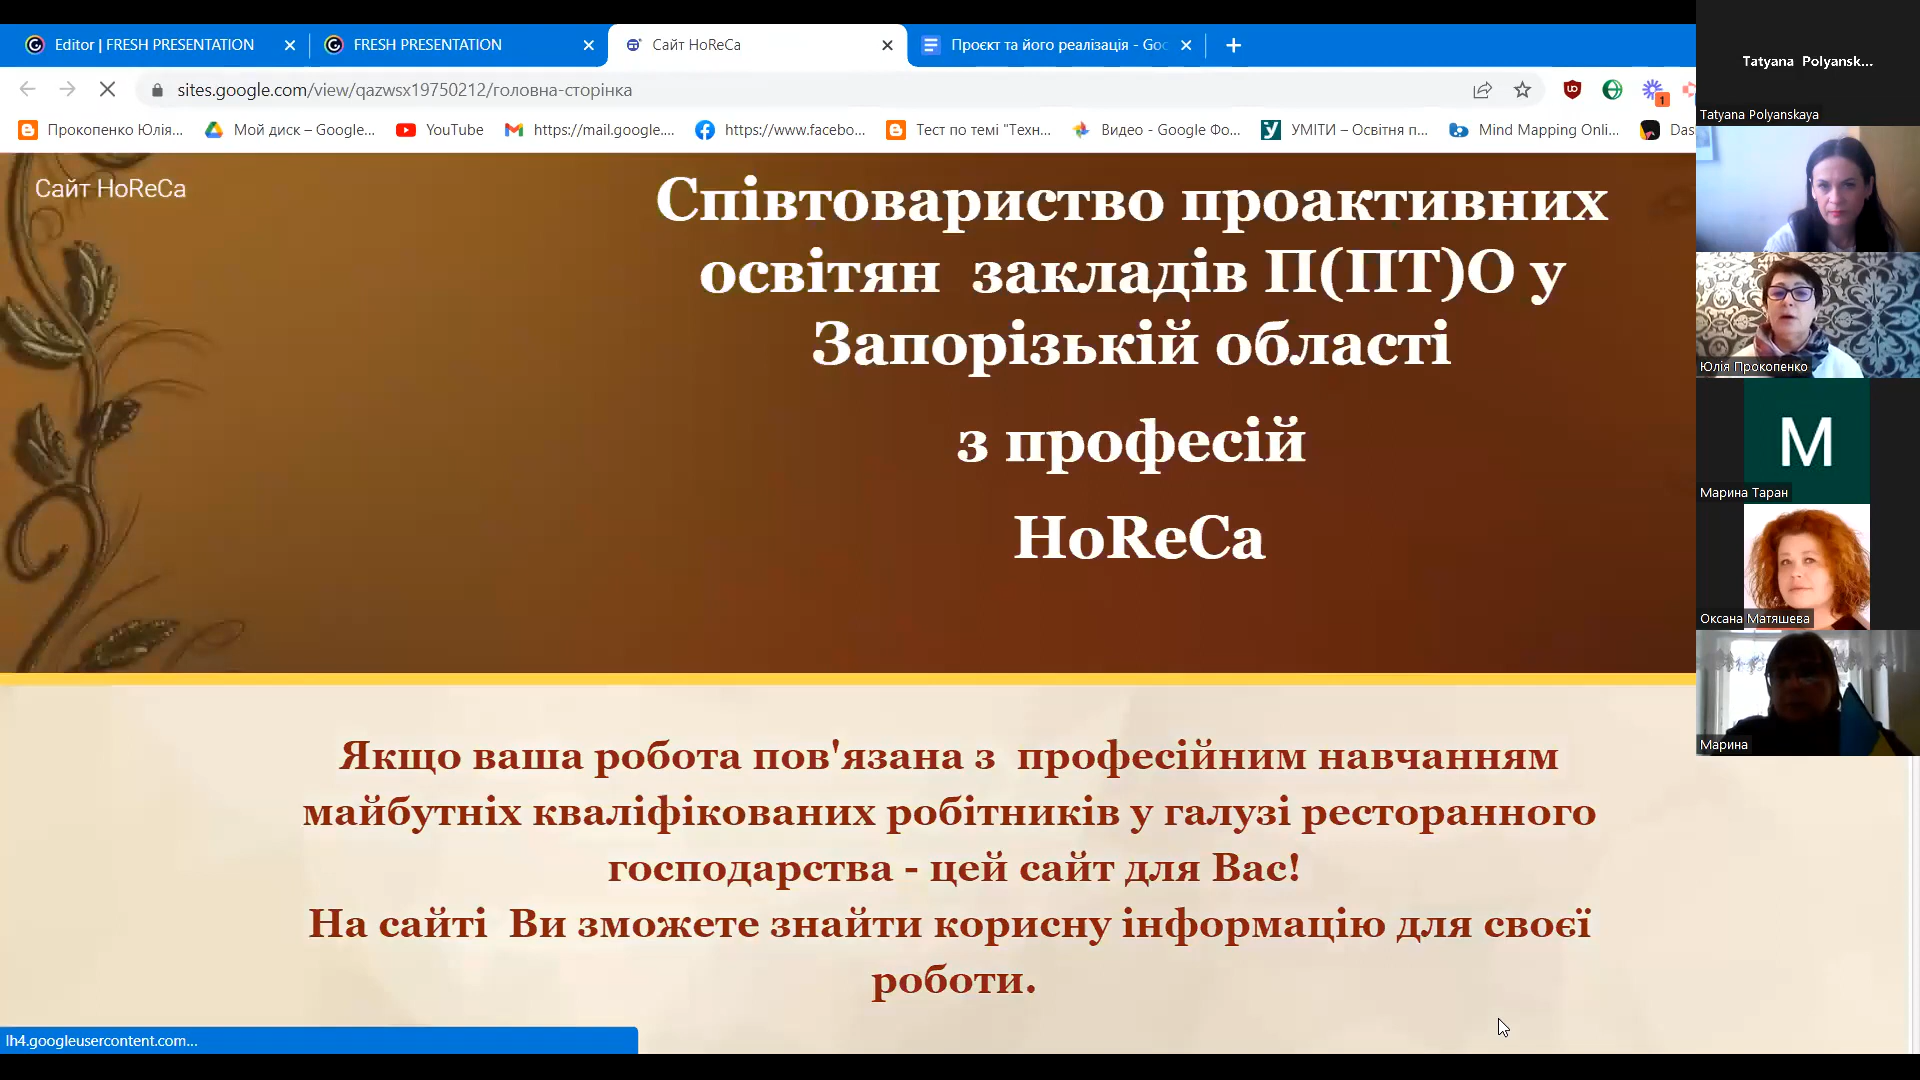 Editor | FRESH PRESENTATION
FRESH PRESENTATION
Сайт HoReCa
Проєкт та його реалізація - Goo
sites.google.com/view/qazwsx19750212/головна-сторінка
1
Прокопенко Юлія...
Мой диск – Google...
YouTube
https://mail.google....
https://www.facebo...
Тест по темі "Техн...
Видео - Google Фо...
УМІТИ – Освітня п...
Mind Mapping Onli...
Das
Сайт HoReCa
Співтовариство проактивних
освітян закладів П(ПТ)О у
Запорізькій області
з професій
HoReCa
Якщо ваша робота пов'язана з професійним навчанням
майбутніх кваліфікованих робітників у галузі ресторанного
господарства - цей сайт для Вас!
На сайті Ви зможете знайти корисну інформацію для своєї
роботи.
lh4.googleusercontent.com...
Tatyana Polyansk...
Tatyana Polyanskaya
Юлія Прокопенко
M
Марина Таран
Оксана Матяшева
Марина